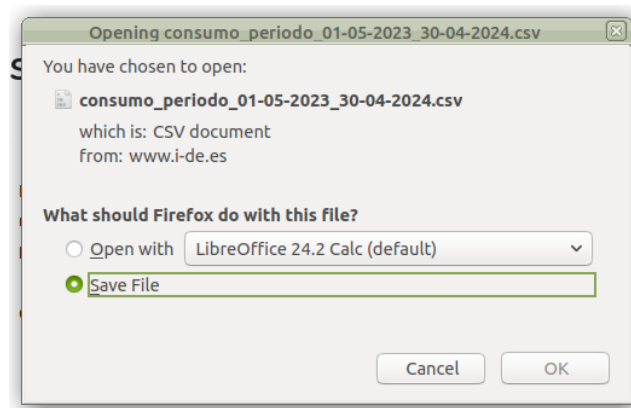 Opening consumo_periodo_01-05-2023_30-04-2024.csv
You have chosen to open:
consumo_periodo_01-05-2023_30-04-2024.csv
which is: CSV document
from: www.i-de.es
What should Firefox do with this file?
Open with LibreOffice 24.2 Calc (default)
Save File
Cancel OK